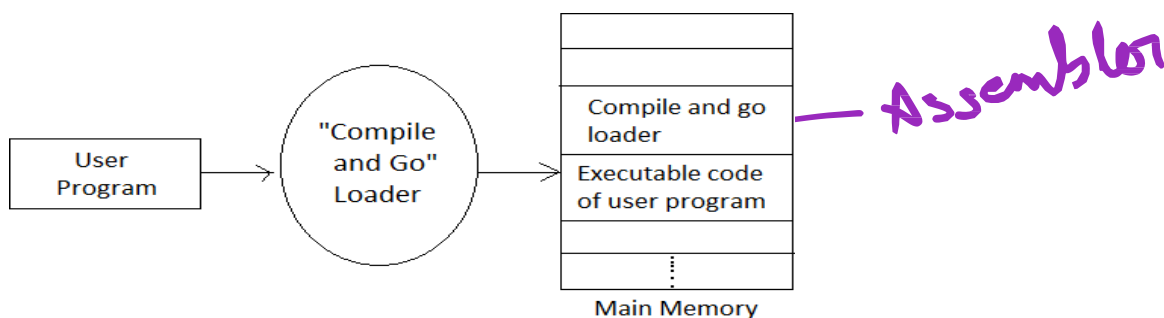 User
Program
"Compile
and Go"
Loader
Compile and go
loader
Executable code
of user program
Main Memory
Assembler